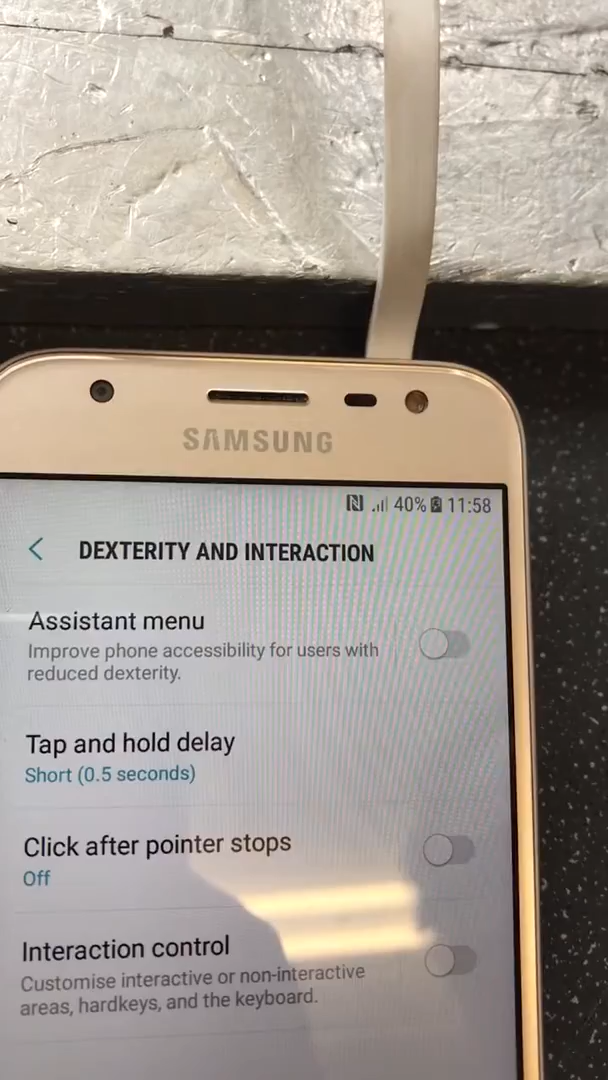 SAMSUNG
40% 11:58
DEXTERITY AND INTERACTION
Assistant menu
Improve phone accessibility for users with
reduced dexterity.
Tap and hold delay
Short (0.5 seconds)
Click after pointer stops
Off
Interaction control
Customise interactive or non-interactive
areas, hardkeys, and the keyboard.